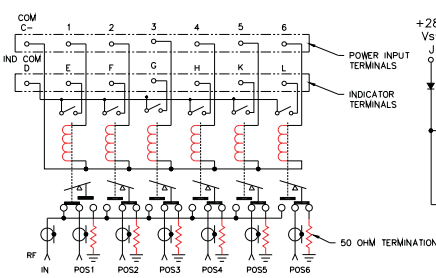 COM
C-
1 2 3 4 5 6
+28
Vs
J
POWER INPUT
TERMINALS
IND COM
D E F G H K L
INDICATOR
TERMINALS
50 OHM TERMINATION
RF
IN POS1 POS2 POS3 POS4 POS5 POS6